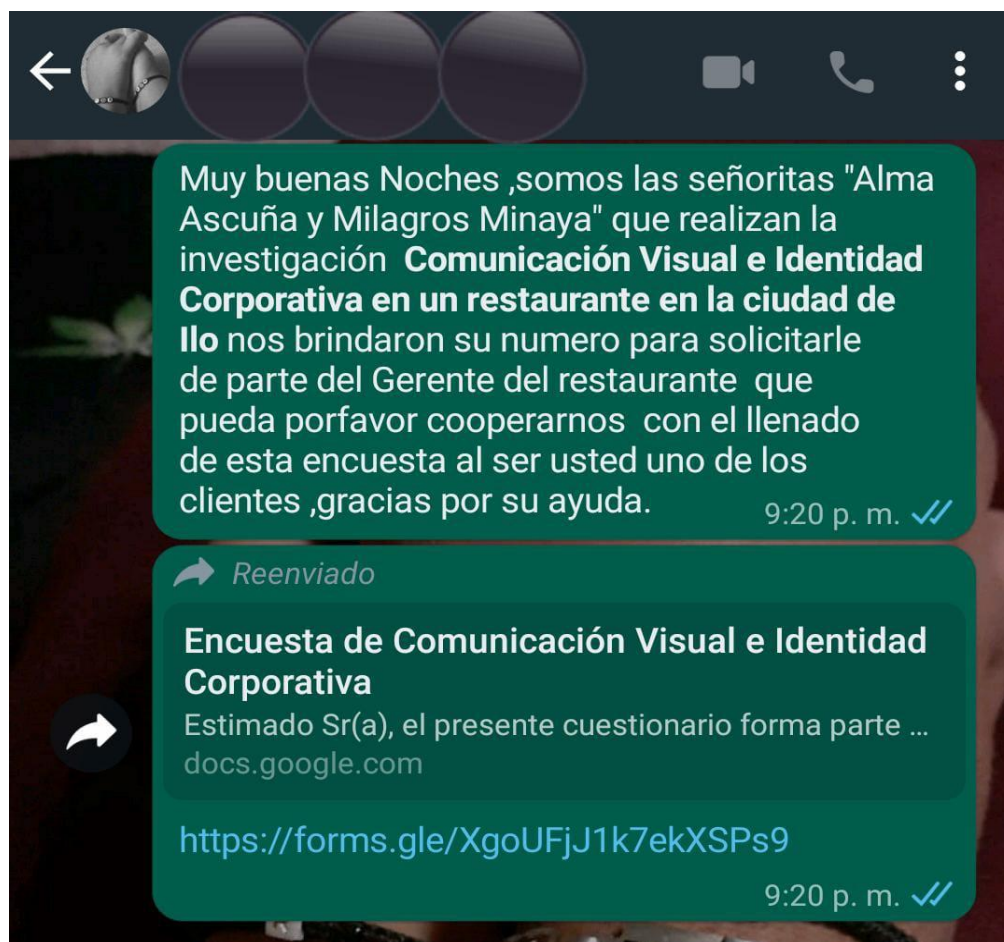 Muy buenas Noches ,somos las señoritas "Alma
Ascuña y Milagros Minaya" que realizan la
investigación Comunicación Visual e Identidad
Corporativa en un restaurante en la ciudad de
Ilo nos brindaron su numero para solicitarle
de parte del Gerente del restaurante que
pueda porfavor cooperarnos con el llenado
de esta encuesta al ser usted uno de los
clientes ,gracias por su ayuda.
9:20 p. m.
Reenviado
Encuesta de Comunicación Visual e Identidad
Corporativa
Estimado Sr(a), el presente cuestionario forma parte ...
docs.google.com
https://forms.gle/XgoUFjJ1k7ekXSPs9
9:20 p. m.